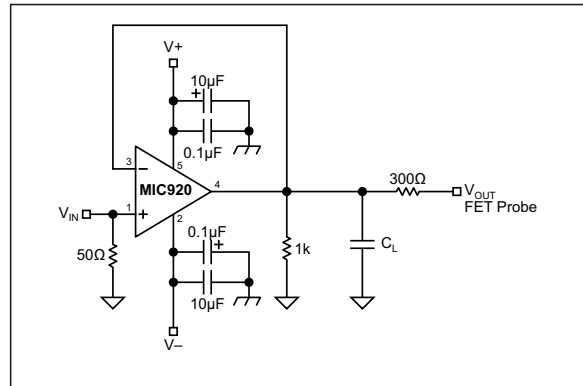 V+
10µF
+
0.1µF
3
−
5
MIC920
4
300Ω
V_OUT
FET Probe
V_IN
1
+
2
0.1µF
+
50Ω
1k
C_L
10µF
V–